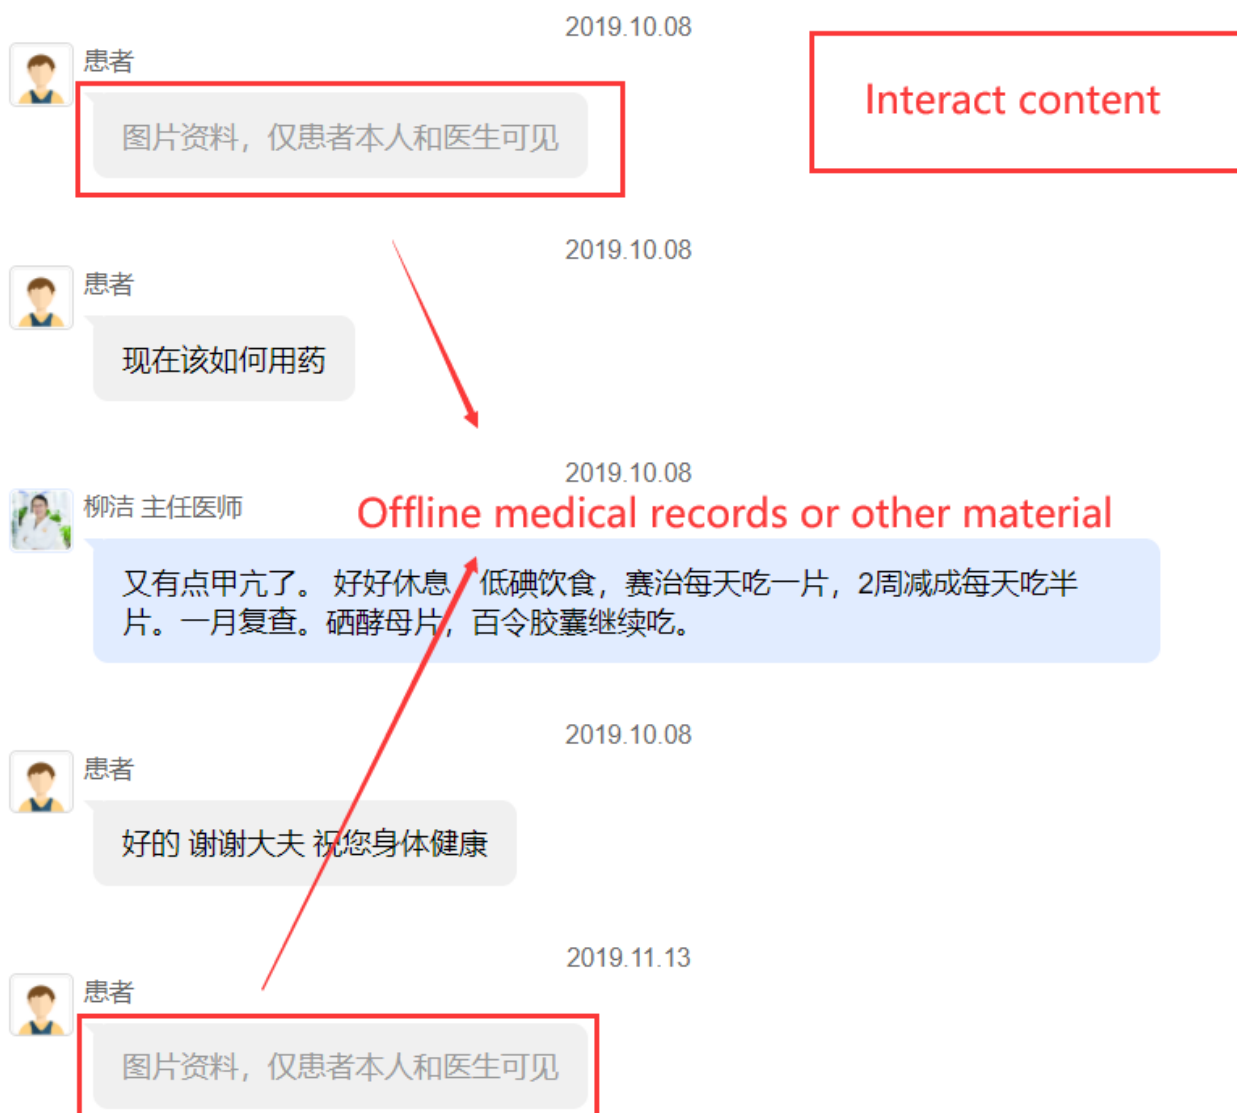 2019.10.08
患者
Interact content
图片资料，仅患者本人和医生可见
2019.10.08
患者
现在该如何用药
2019.10.08
柳洁 主任医师
Offline medical records or other material
又有点甲亢了。 好好休息 低碘饮食，赛治每天吃一片，2周减成每天吃半
片。一月复查。硒酵母片，百令胶囊继续吃。
2019.10.08
患者
好的 谢谢大夫 祝您身体健康
2019.11.13
患者
图片资料，仅患者本人和医生可见